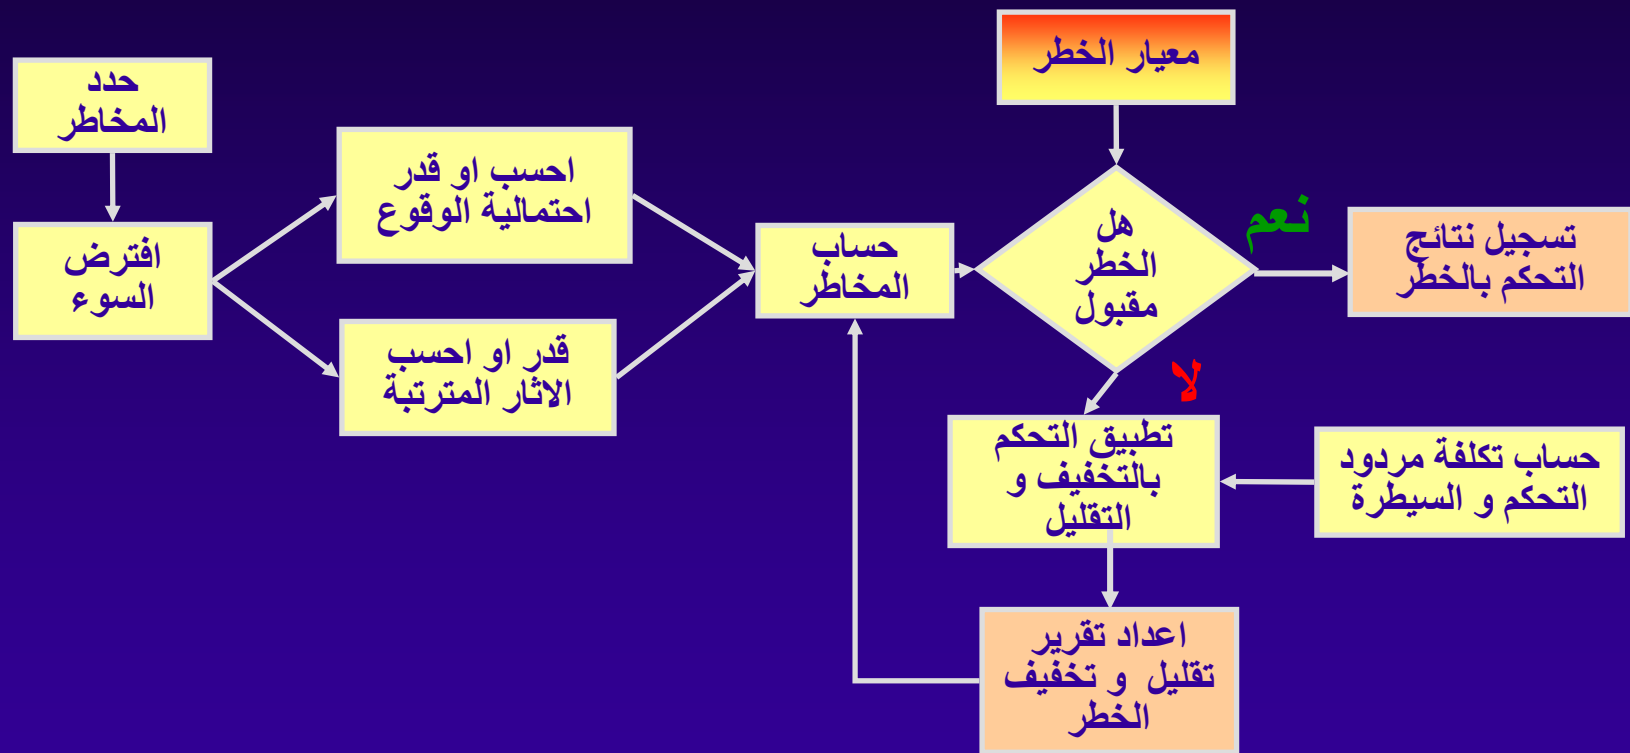 معيار الخطر
حدد
المخاطر
افترض
السوء
احسب او قدر
احتمالية الوقوع
قدر او احسب
الاثار المترتبة
حساب
المخاطر
هل
الخطر
مقبول
نعم
تسجيل نتائج
التحكم بالخطر
لا
تطبيق التحكم
بالتخفيف و
التقليل
حساب تكلفة مردود
التحكم و السيطرة
اعداد تقرير
تقليل و تخفيف
الخطر